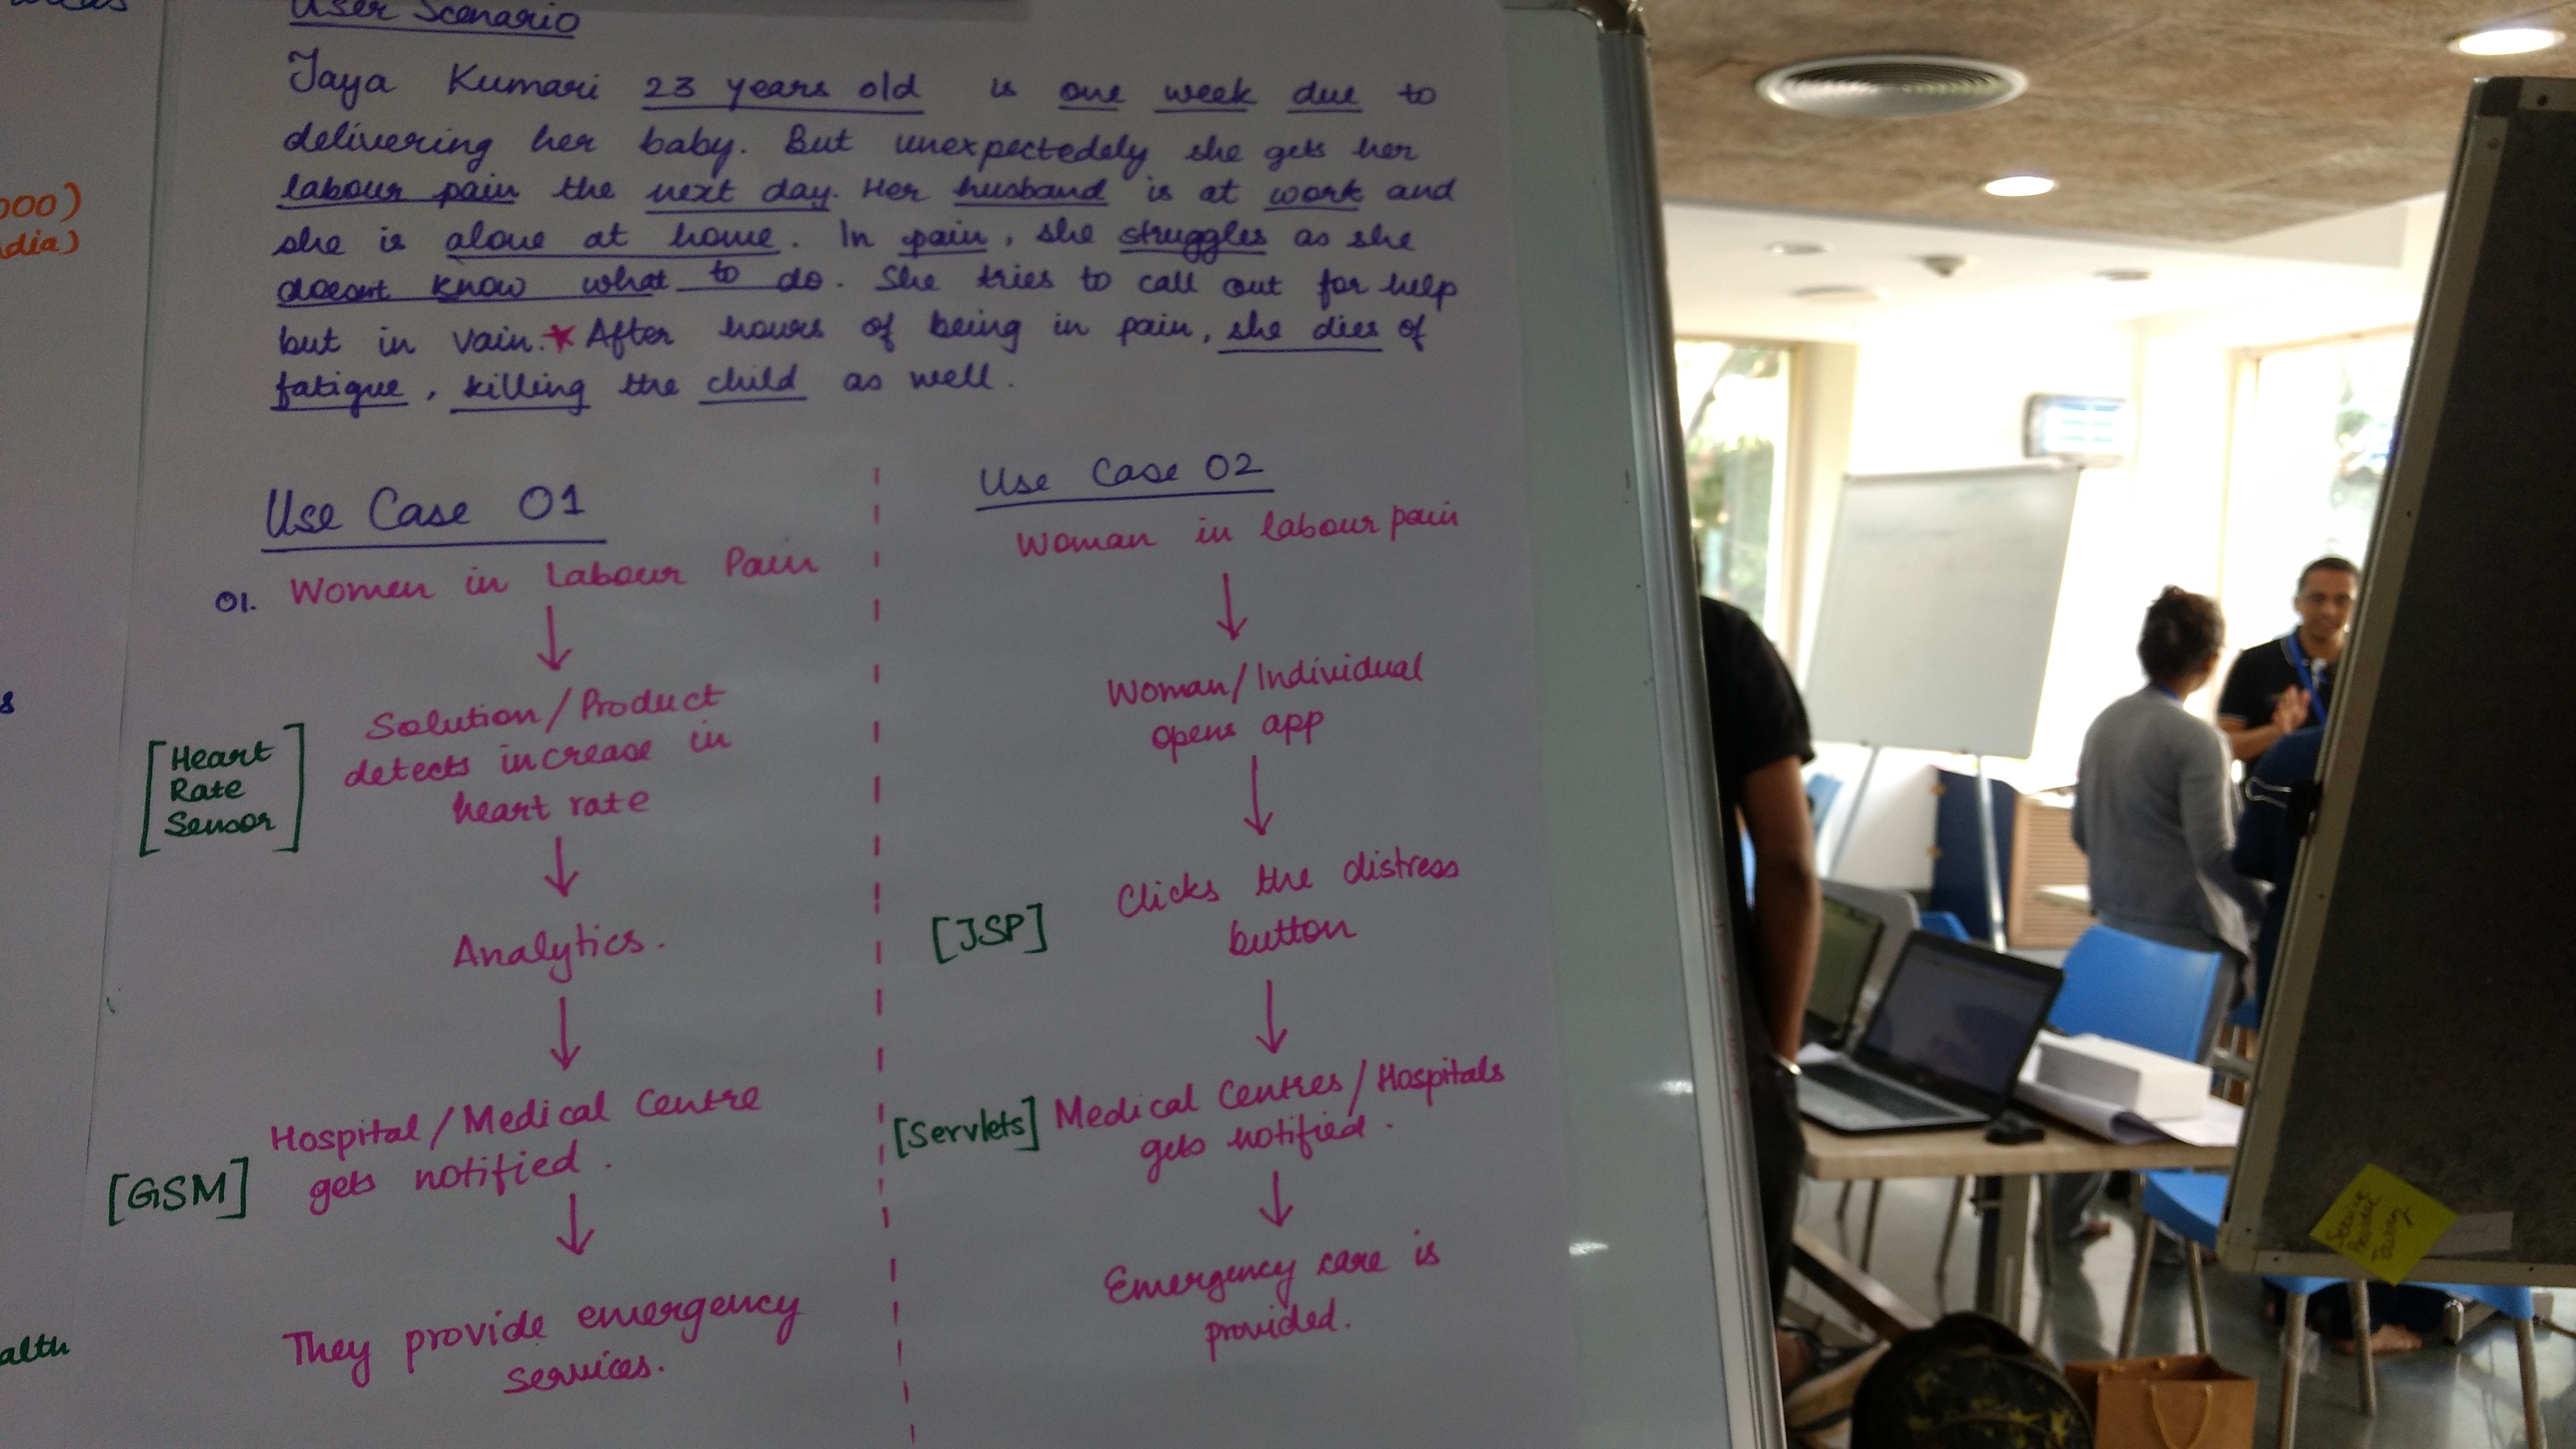 User Scenario
Jaya Kumari 23 years old is one week due to
delivering her baby. But unexpectedely she gets her
labour pain the next day. Her husband is at work and
she is alone at home. In pain, she struggles as she
doesnt know what to do. She tries to call out for help
but in vain.* After hours of being in pain, she dies of
fatigue, killing the child as well.
Use Case 01
01. Women in Labour Pain
[Heart
Rate
Sensor]
Solution/Product
detects increase in
heart rate
Analytics.
[GSM]
Hospital/Medical Centre
gets notified.
They provide emergency
services.
Use Case 02
Woman in labour pain
Woman/Individual
opens app
[JSP]
Clicks the distress
button
[Servlets]
Medical Centres/Hospitals
gets notified.
Emergency care is
provided.
000)
dia)
s
alth
Service